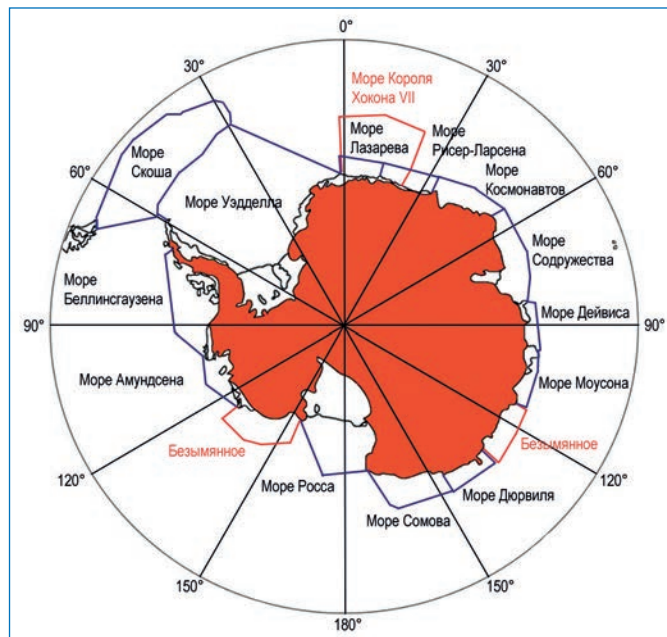 0°
30°
30°
Море Короля
Хокона VII
Море
Лазарева
Море
Рисер-Ларсена
Море
Космонавтов
60°
60°
Море
Скоша
Море Уэдделла
Море
Содружества
Море
Беллинсгаузена
Море Дейвиса
90°
90°
Море Амундсена
Море Моусона
Безымянное
Безымянное
120°
120°
Море Росса
Море Дюрвиля
Море Сомова
150°
150°
180°